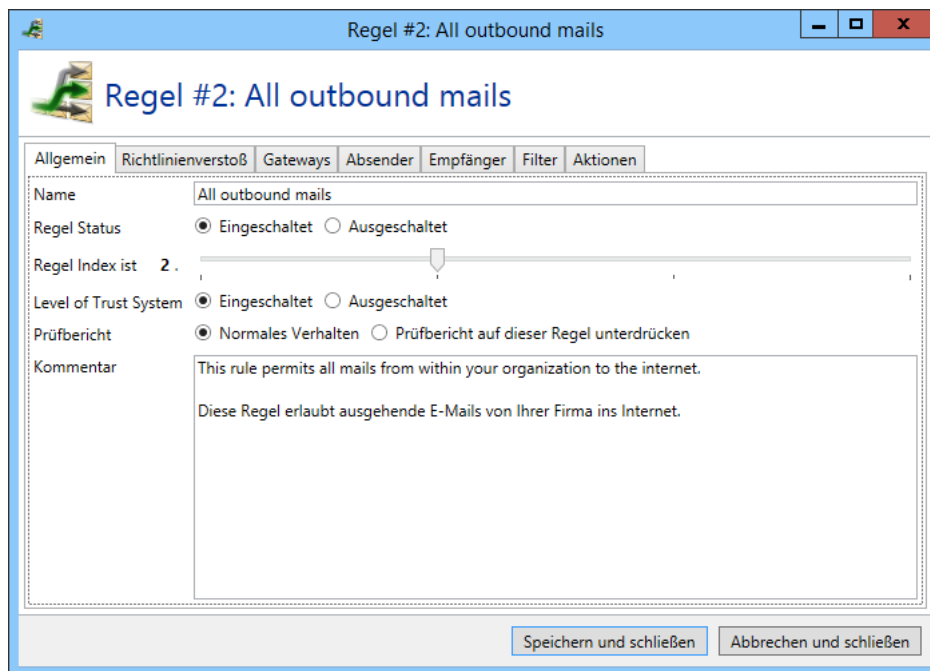 Regel #2: All outbound mails
Regel #2: All outbound mails
Allgemein Richtlinienverstoß Gateways Absender Empfänger Filter Aktionen
Name All outbound mails
Regel Status Eingeschaltet Ausgeschaltet
Regel Index ist 2 .
Level of Trust System Eingeschaltet Ausgeschaltet
Prüfbericht Normales Verhalten Prüfbericht auf dieser Regel unterdrücken
Kommentar This rule permits all mails from within your organization to the internet.
Diese Regel erlaubt ausgehende E-Mails von Ihrer Firma ins Internet.
Speichern und schließen Abbrechen und schließen